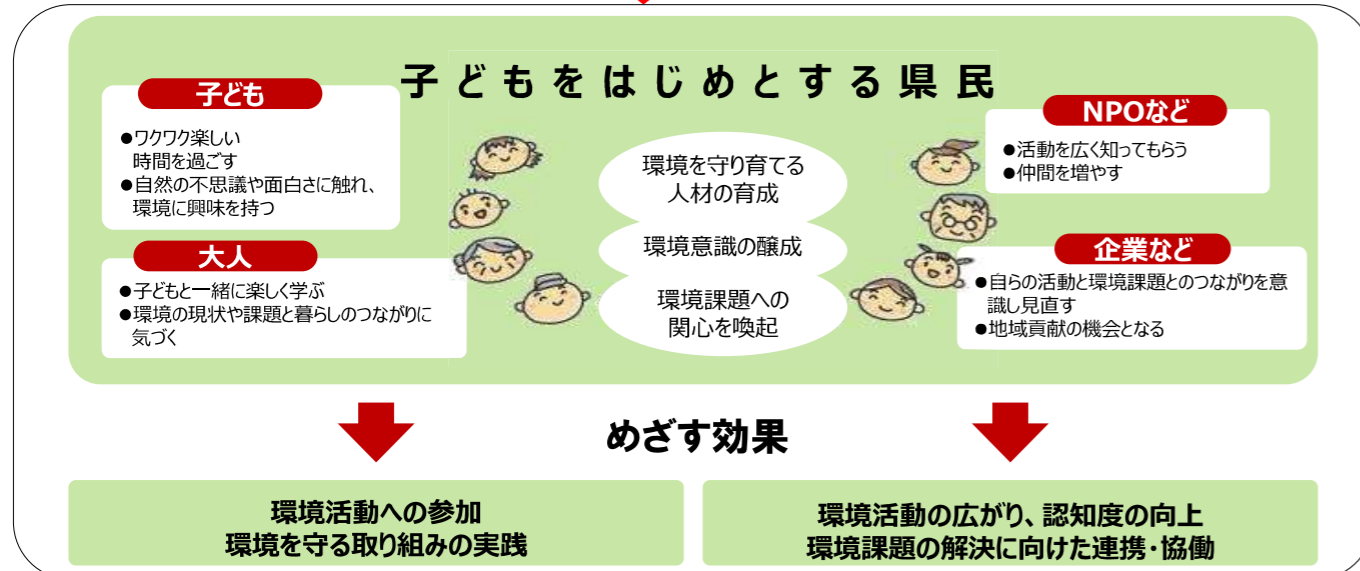 子どもをはじめとする県民
子ども
●ワクワク楽しい
時間を過ごす
●自然の不思議や面白さに触れ、
環境に興味を持つ
大人
●子どもと一緒に楽しく学ぶ
●環境の現状や課題と暮らしのつながりに
気づく
環境を守り育てる
人材の育成
環境意識の醸成
環境課題への
関心を喚起
NPOなど
●活動を広く知ってもらう
●仲間を増やす
企業など
●自らの活動と環境課題とのつながりを意
識し見直す
●地域貢献の機会となる
めざす効果
環境活動への参加
環境を守る取り組みの実践
環境活動の広がり、認知度の向上
環境課題の解決に向けた連携・協働